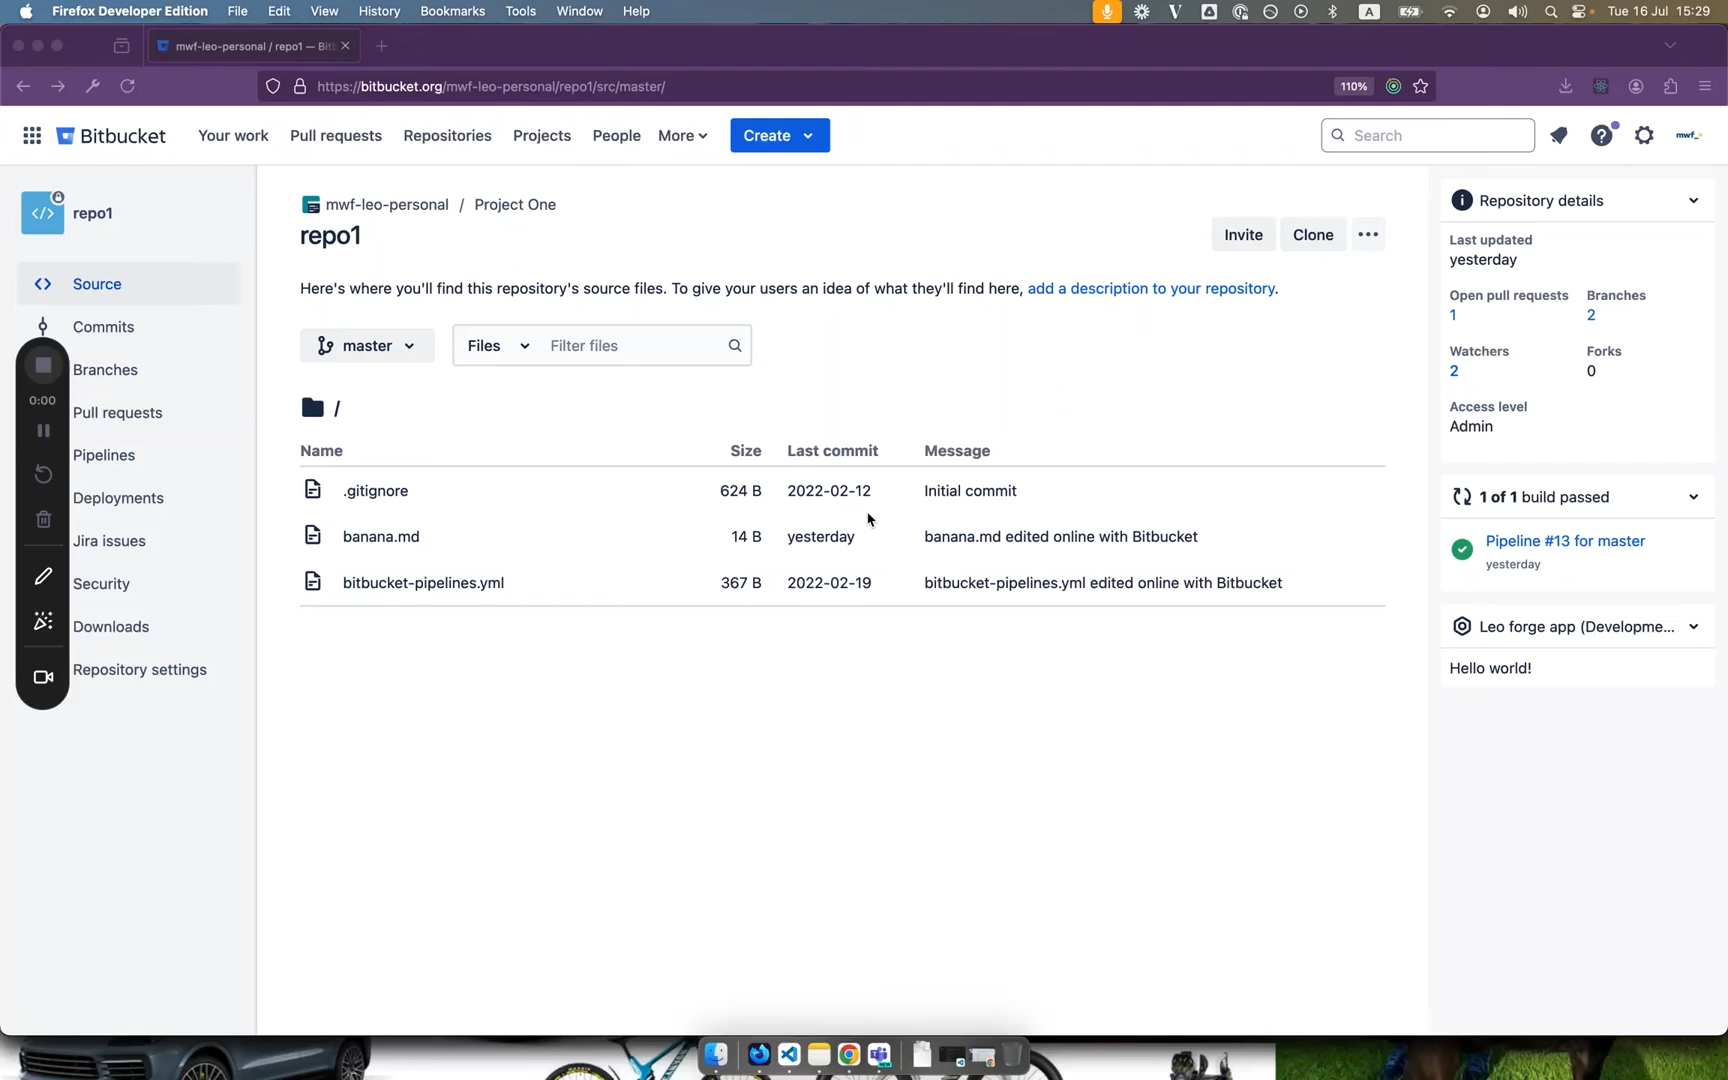 Firefox Developer Edition File Edit View History Bookmarks Tools Window Help A Tue 16 Jul 15:29
mwf-leo-personal / repo1 — Bit
https://bitbucket.org/mwf-leo-personal/repo1/src/master/ 110%
Bitbucket Your work Pull requests Repositories Projects People More Create Search mwf_
repo1
Source
Commits
Branches
Pull requests
Pipelines
Deployments
Jira issues
Security
Downloads
Repository settings
0:00
mwf-leo-personal / Project One
repo1
Invite Clone
Here's where you'll find this repository's source files. To give your users an idea of what they'll find here, add a description to your repository.
master Files Filter files
/
Name Size Last commit Message
.gitignore 624 B 2022-02-12 Initial commit
banana.md 14 B yesterday banana.md edited online with Bitbucket
bitbucket-pipelines.yml 367 B 2022-02-19 bitbucket-pipelines.yml edited online with Bitbucket
Repository details
Last updated
yesterday
Open pull requests Branches
1 2
Watchers Forks
2 0
Access level
Admin
1 of 1 build passed
Pipeline #13 for master
yesterday
Leo forge app (Developme...
Hello world!